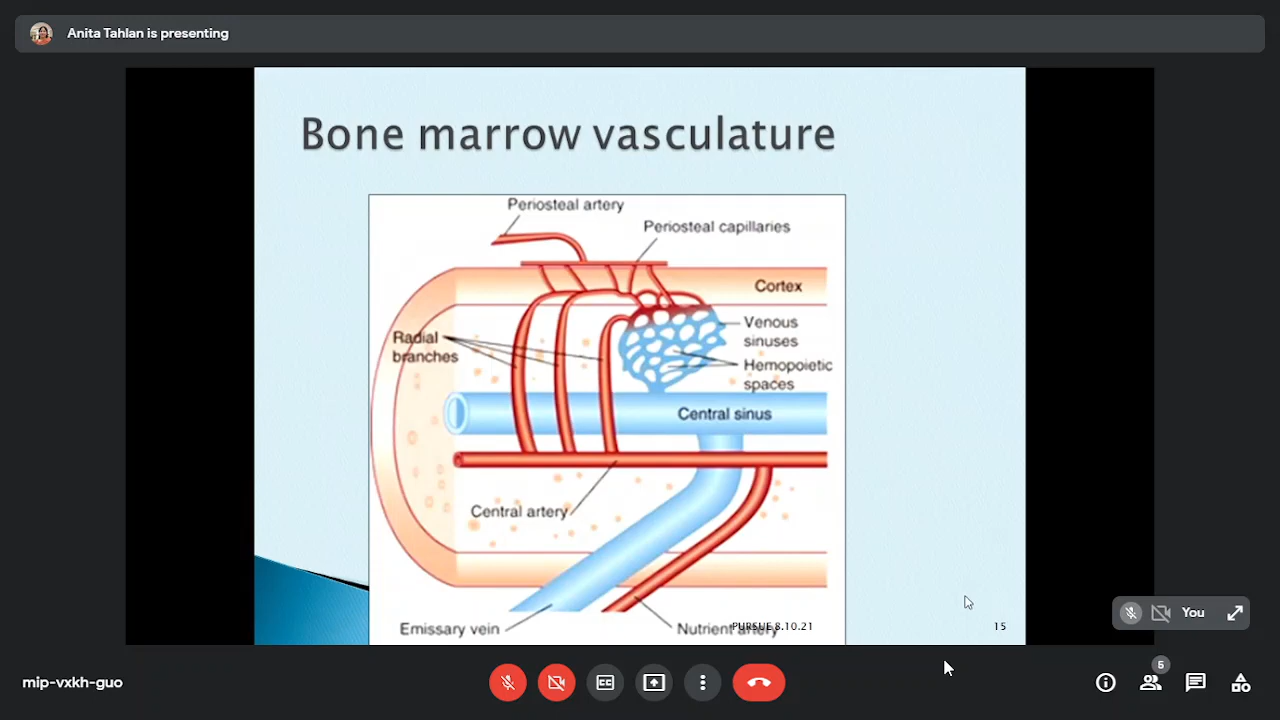 Anita Tahlan is presenting
Bone marrow vasculature
Periosteal artery
Periosteal capillaries
Cortex
Venous
sinuses
Radial
branches
Hemopoietic
spaces
Central sinus
Central artery
Emissary vein
Nutrient artery
PURSUE 8.10.21
15
You
mip-vxkh-guo
CC
5